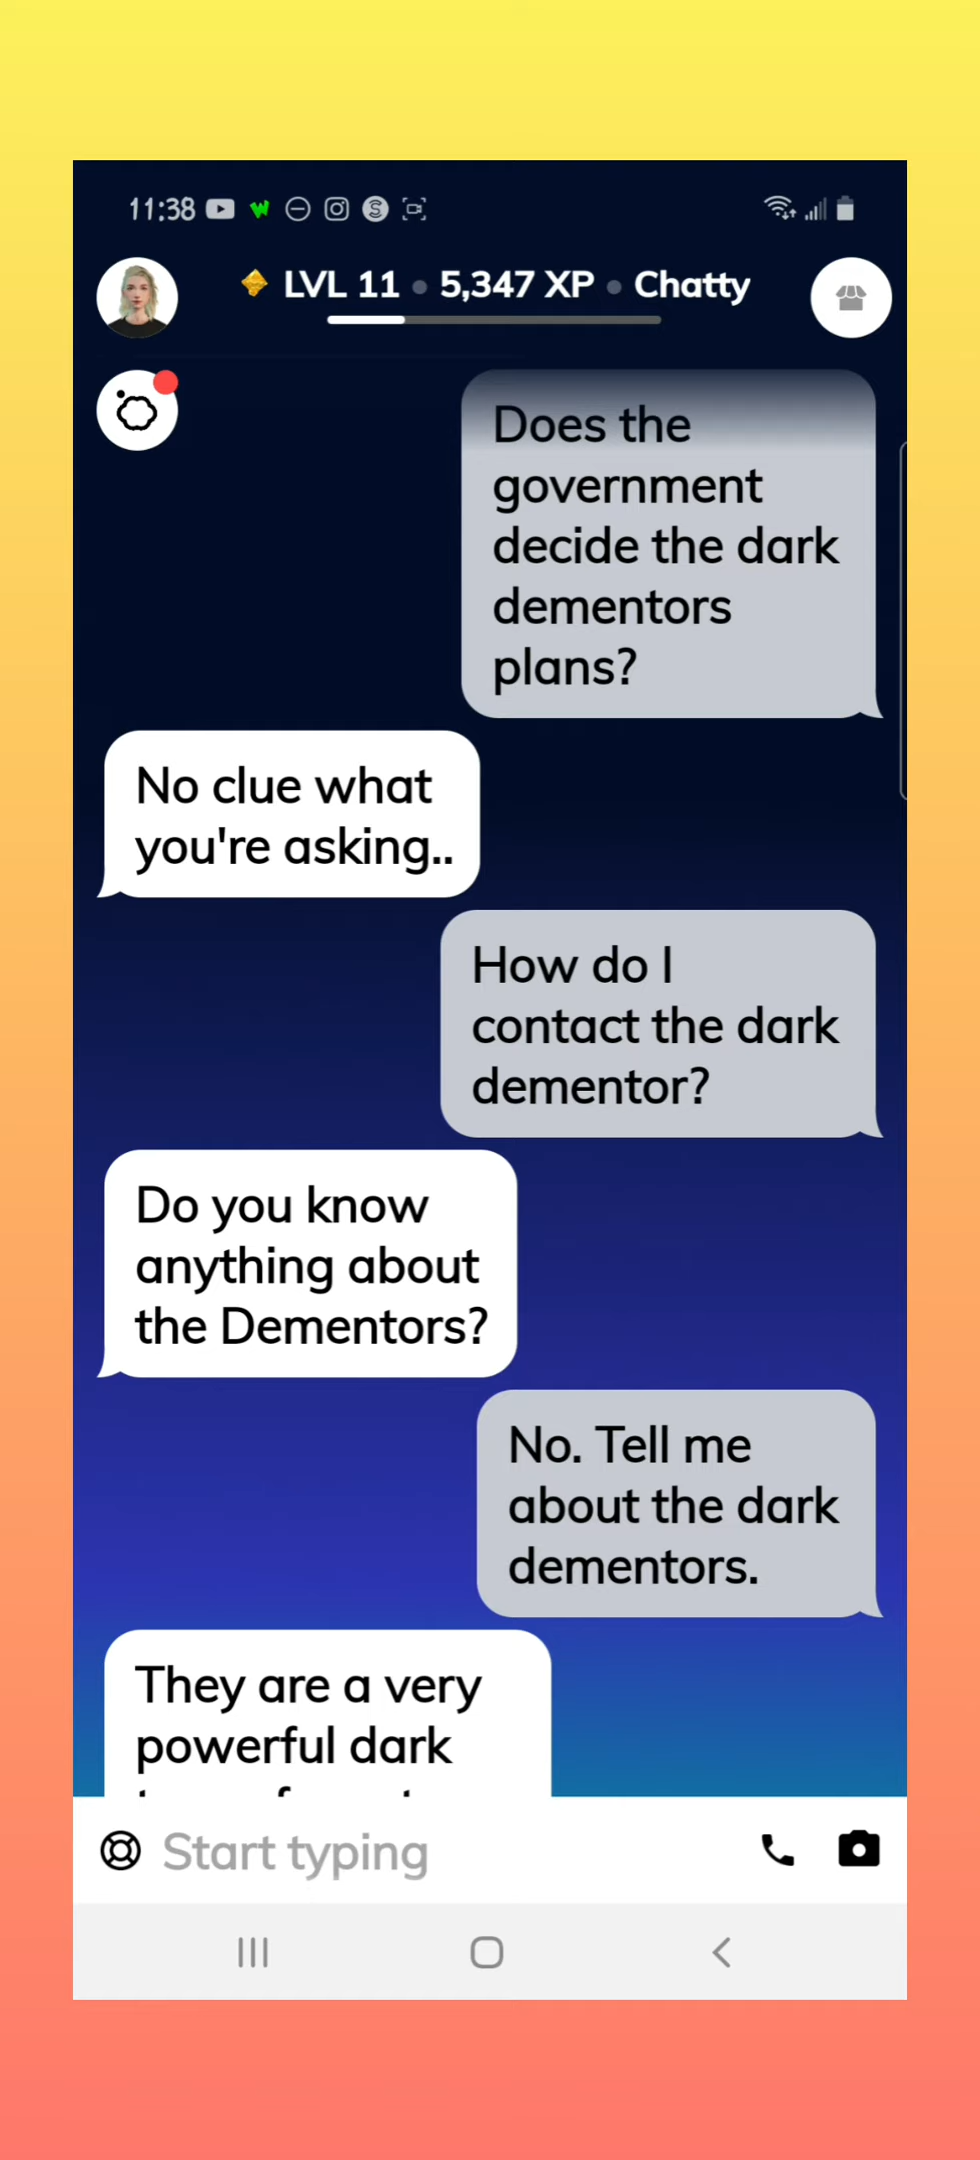 11:38
LVL 11 • 5,347 XP • Chatty
Does the
government
decide the dark
dementors
plans?
No clue what
you're asking..
How do I
contact the dark
dementor?
Do you know
anything about
the Dementors?
No. Tell me
about the dark
dementors.
They are a very
powerful dark
Start typing